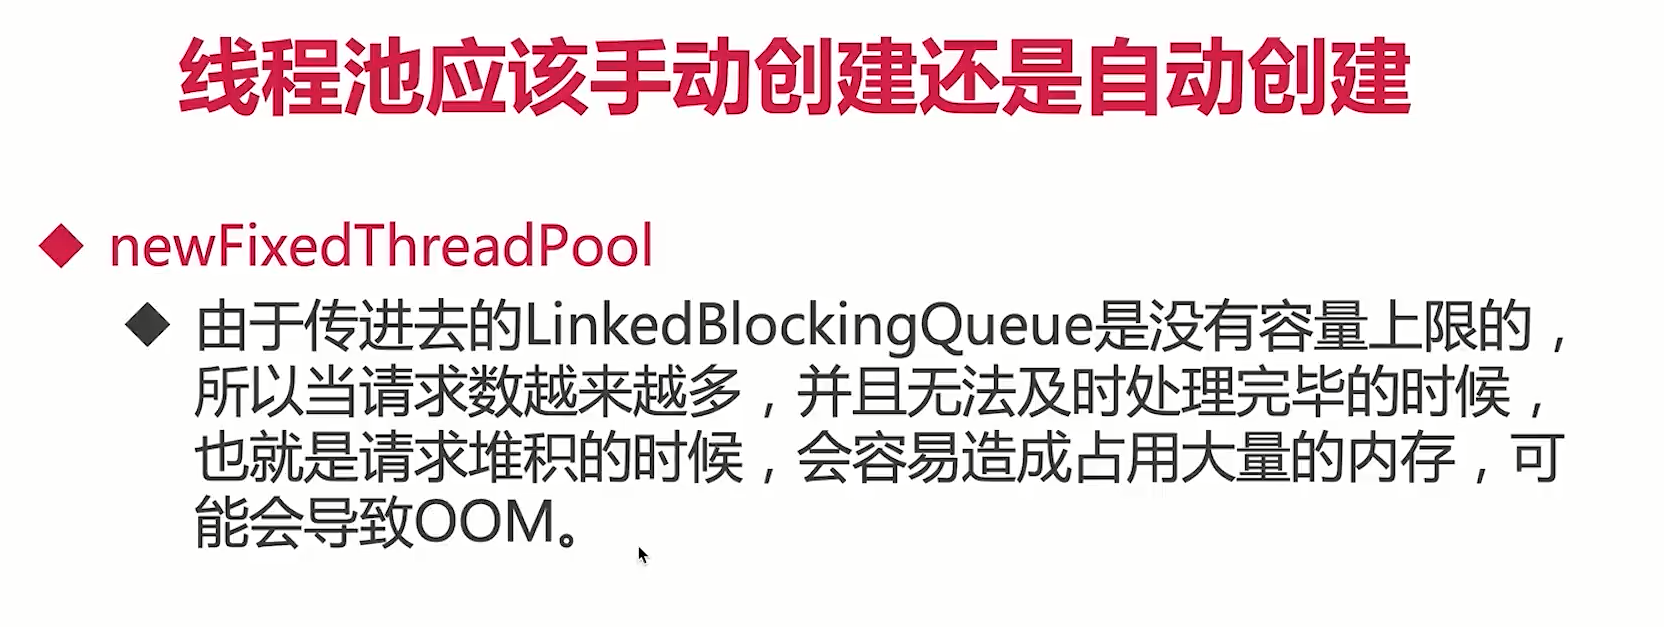 线程池应该手动创建还是自动创建
newFixedThreadPool
由于传进去的LinkedBlockingQueue是没有容量上限的，
所以当请求数越来越多，并且无法及时处理完毕的时候，
也就是请求堆积的时候，会容易造成占用大量的内存，可
能会导致OOM。